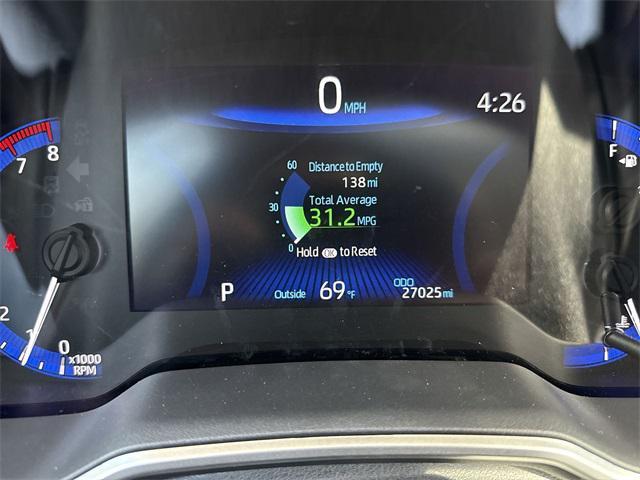 0 MPH
4:26
60
Distance to Empty
138 mi
Total Average
30
31.2 MPG
0
Hold OK to Reset
P
Outside 69 °F
ODO
27025 mi
8
7
2
1
0
x1000
RPM
F